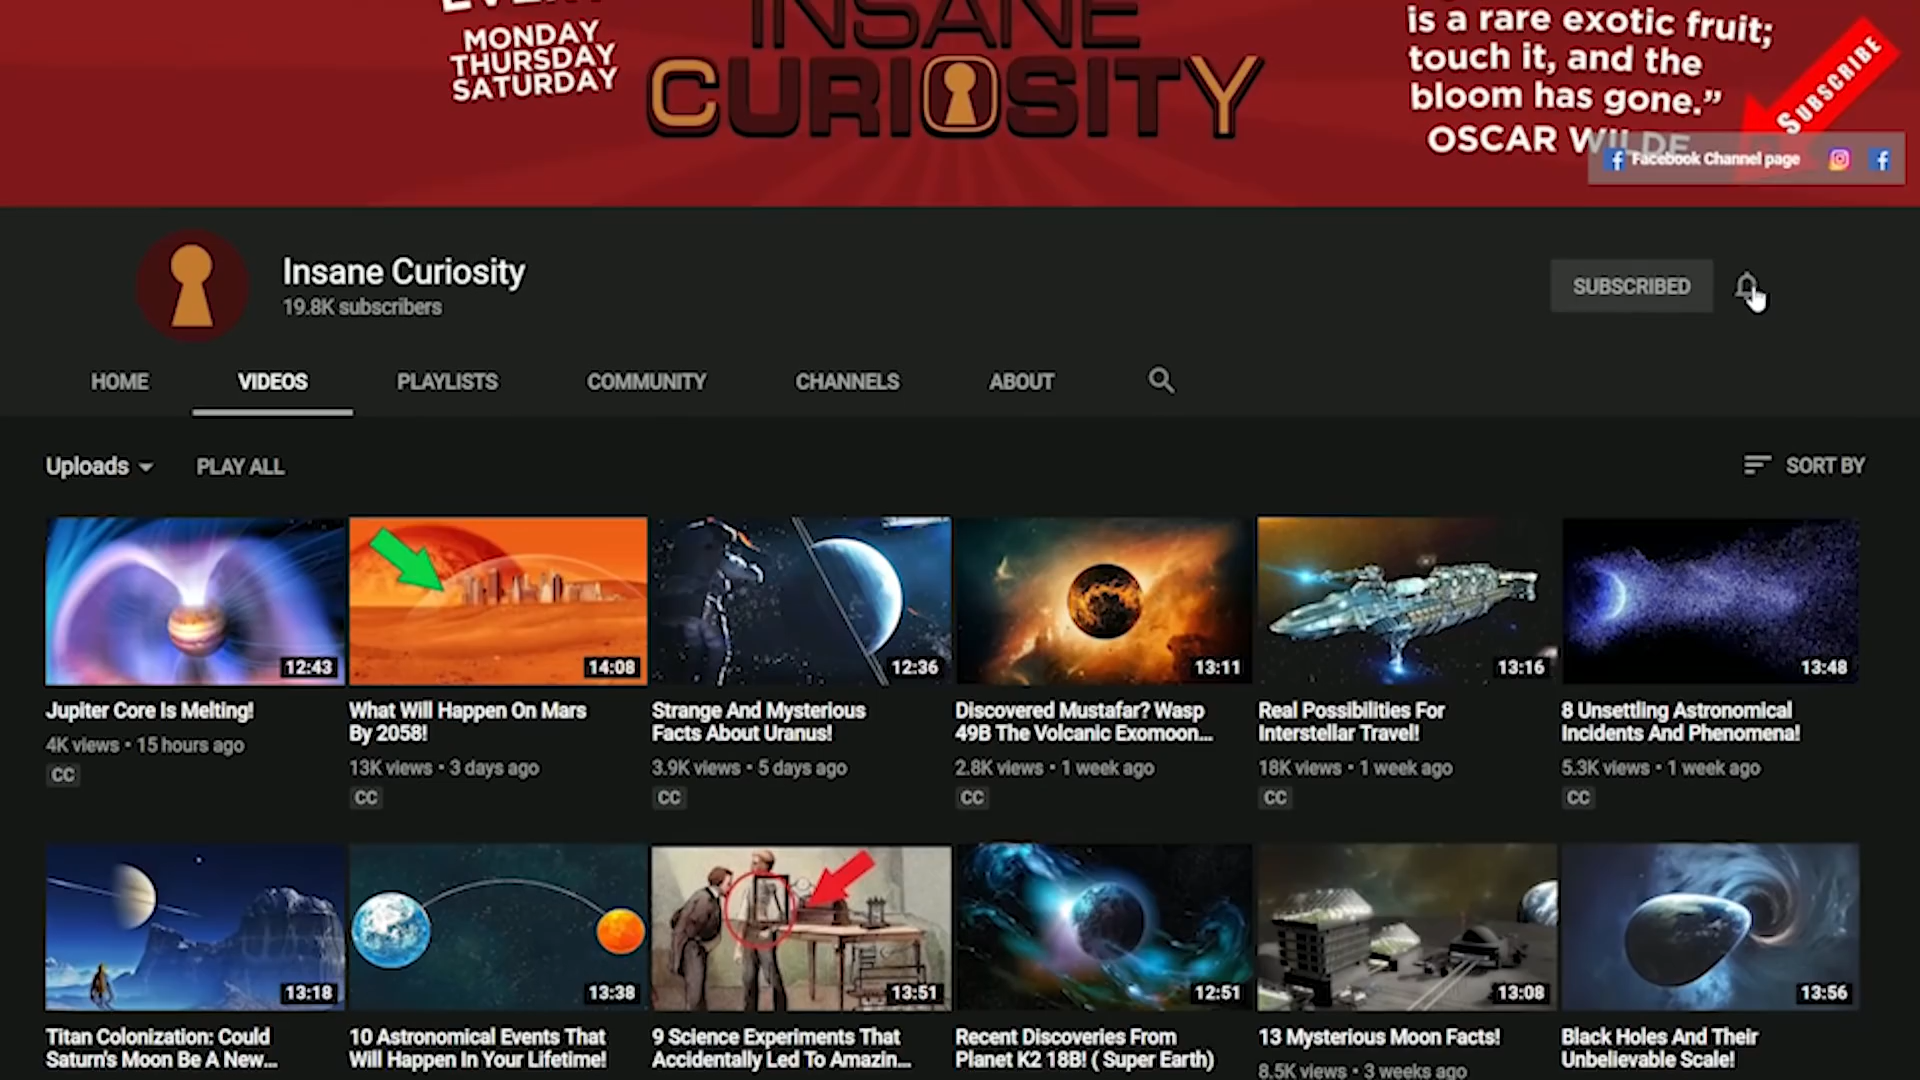 MONDAY
THURSDAY
SATURDAY
INSANE
CURIOSITY
is a rare exotic fruit;
touch it, and the
bloom has gone.”
OSCAR WILDE
SUBSCRIBE
Facebook Channel page
Insane Curiosity
19.8K subscribers
SUBSCRIBED
HOME
VIDEOS
PLAYLISTS
COMMUNITY
CHANNELS
ABOUT
Uploads
PLAY ALL
SORT BY
12:43
14:08
12:36
13:11
13:16
13:48
Jupiter Core Is Melting!
4K views • 15 hours ago
CC
What Will Happen On Mars
By 2058!
13K views • 3 days ago
CC
Strange And Mysterious
Facts About Uranus!
3.9K views • 5 days ago
CC
Discovered Mustafar? Wasp
49B The Volcanic Exomoon...
2.8K views • 1 week ago
CC
Real Possibilities For
Interstellar Travel!
18K views • 1 week ago
CC
8 Unsettling Astronomical
Incidents And Phenomena!
5.3K views • 1 week ago
CC
13:18
13:38
13:51
12:51
13:08
13:56
Titan Colonization: Could
Saturn's Moon Be A New...
10 Astronomical Events That
Will Happen In Your Lifetime!
9 Science Experiments That
Accidentally Led To Amazin...
Recent Discoveries From
Planet K2 18B! ( Super Earth)
13 Mysterious Moon Facts!
8.5K views • 3 weeks ago
Black Holes And Their
Unbelievable Scale!